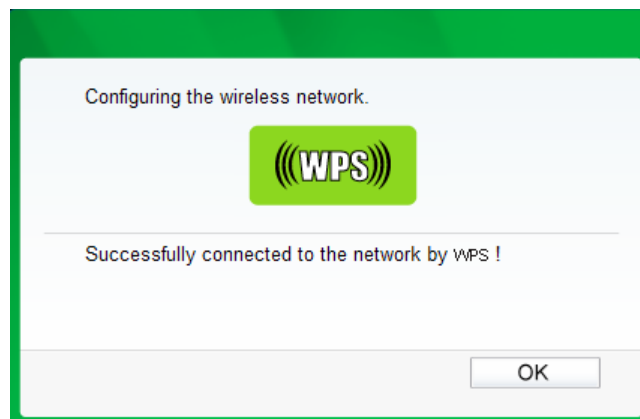 Configuring the wireless network.
(((WPS)))
Successfully connected to the network by WPS !
OK